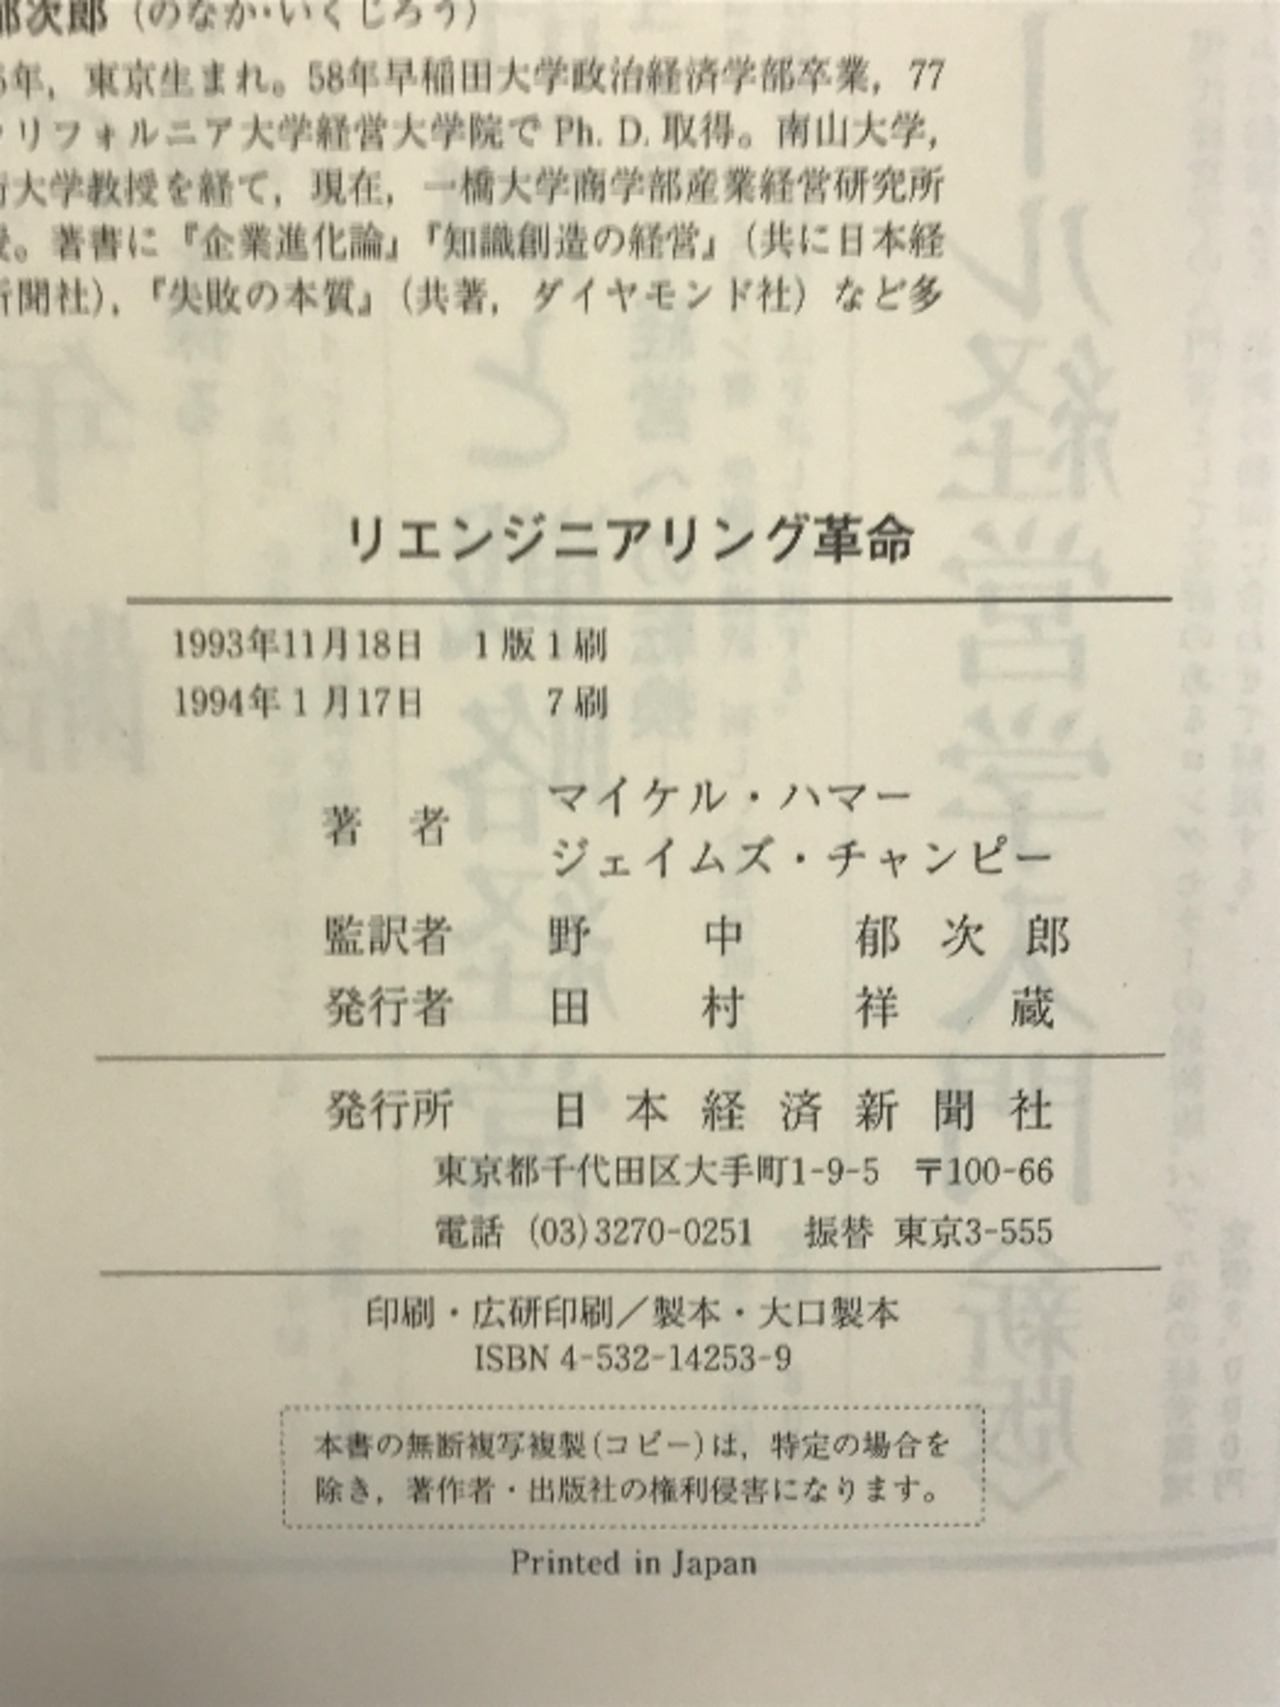 郁次郎(のなか・いくじろう)
5年,東京生まれ。58年早稲田大学政治経済学部卒業,77
リフォルニア大学経営大学院でPh. D. 取得。南山大学,
大学教授を経て,現在,一橋大学商学部産業経営研究所
。著書に『企業進化論』『知識創造の経営』(共に日本経
聞社),『失敗の本質』(共著,ダイヤモンド社)など多
リエンジニアリング革命
1993年11月18日 1版1刷
1994年1月17日 7刷
著 者 マイケル・ハマー
ジェイムズ・チャンピー
監訳者 野中郁次郎
発行者 田村祥蔵
発行所 日本経済新聞社
東京都千代田区大手町1-9-5 〒100-66
電話 (03)3270-0251 振替 東京3-555
印刷・広研印刷/製本・大口製本
ISBN 4-532-14253-9
本書の無断複写複製(コピー)は,特定の場合を
除き,著作者・出版社の権利侵害になります。
Printed in Japan